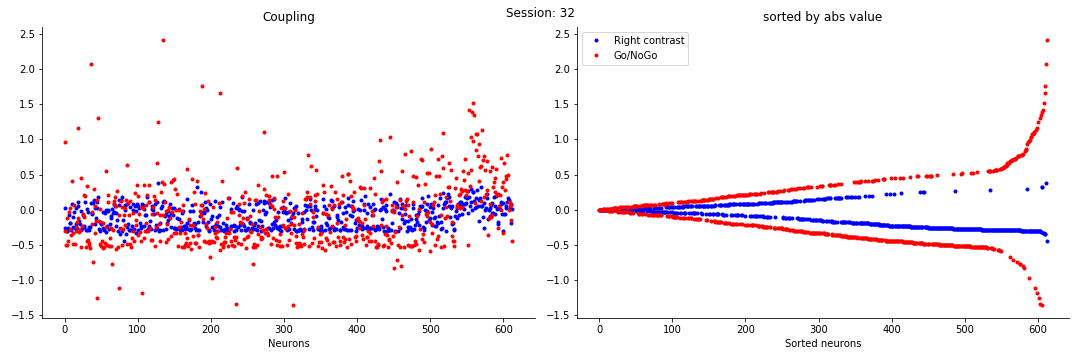 Session: 32
Coupling
2.5
2.0
1.5
1.0
0.5
0.0
−0.5
−1.0
−1.5
0 100 200 300 400 500 600
Neurons
sorted by abs value
Right contrast
Go/NoGo
2.5
2.0
1.5
1.0
0.5
0.0
−0.5
−1.0
−1.5
0 100 200 300 400 500 600
Sorted neurons